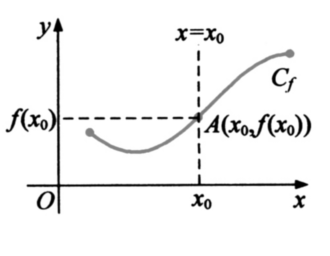 y
x=x₀
C_f
f(x₀)
A(x₀,f(x₀))
O
x₀
x